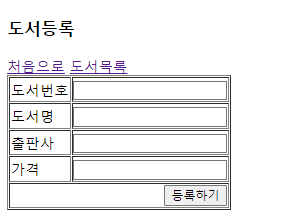 도서등록
처음으로 도서목록
도서번호
도서명
출판사
가격
등록하기